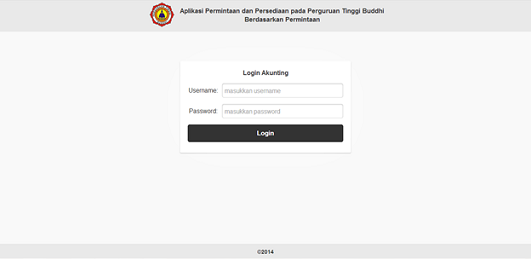 Aplikasi Permintaan dan Persediaan pada Perguruan Tinggi Buddhi
Berdasarkan Permintaan
Login Akunting
Username: masukkan username
Password: masukkan password
Login
©2014